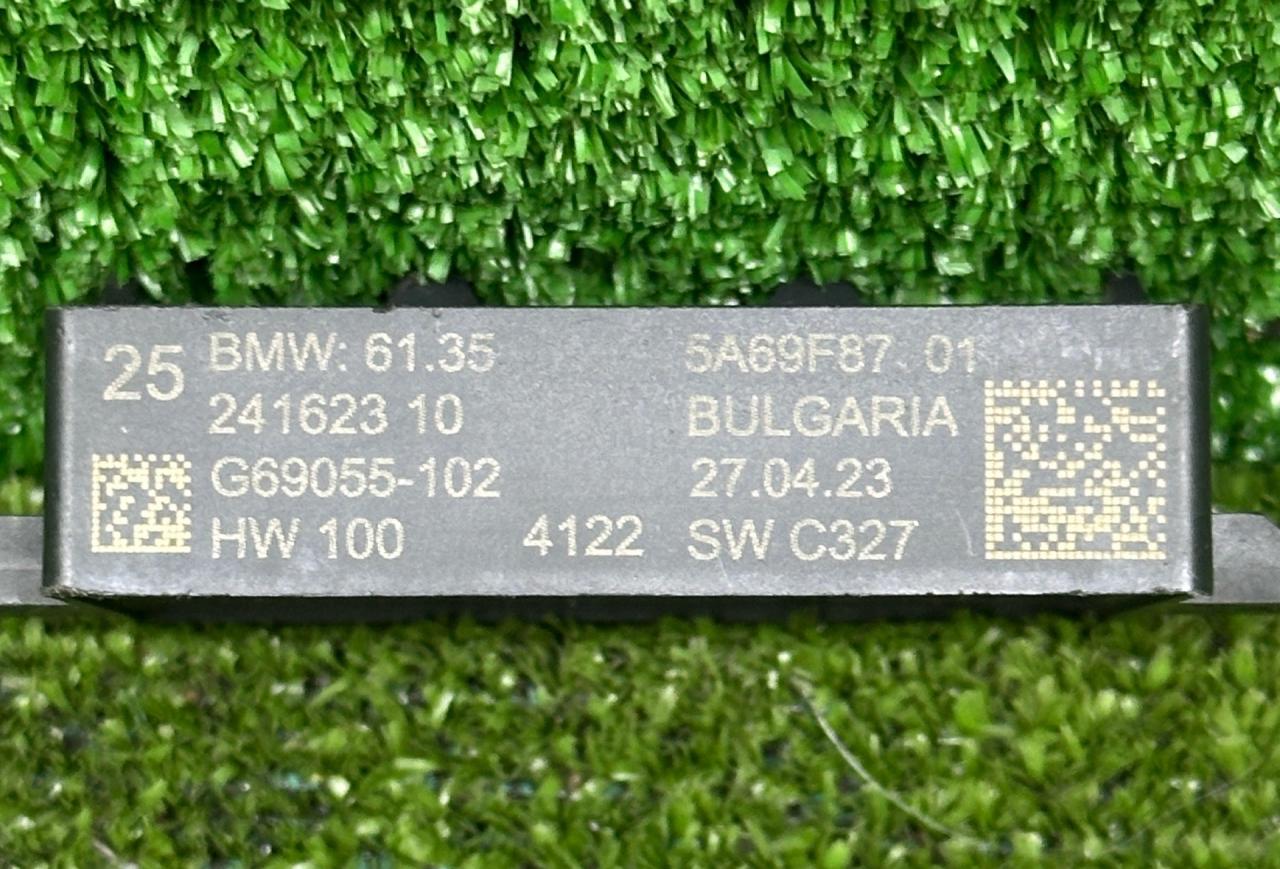 25 BMW: 61.35 5A69F87 01
241623 10 BULGARIA
G69055-102 27.04.23
HW 100 4122 SW C327